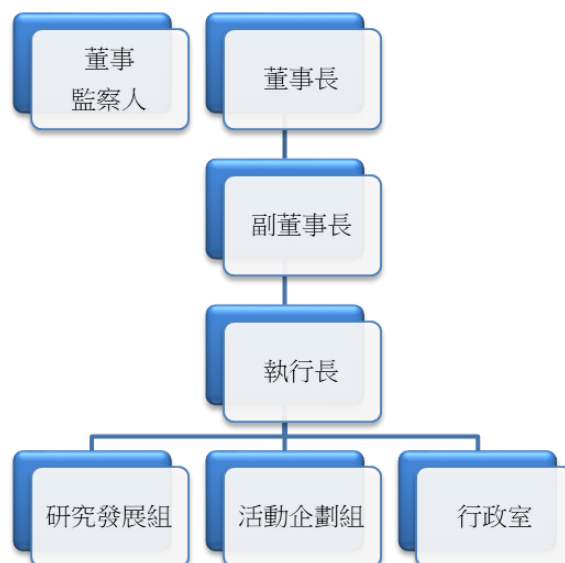 董事
監察人
董事長
副董事長
執行長
研究發展組
活動企劃組
行政室